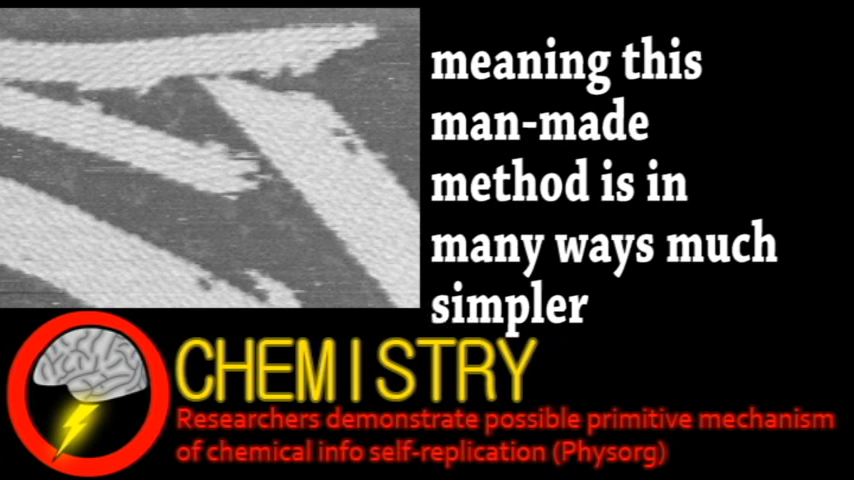 meaning this
man-made
method is in
many ways much
simpler
CHEMISTRY
Researchers demonstrate possible primitive mechanism
of chemical info self-replication (Physorg)